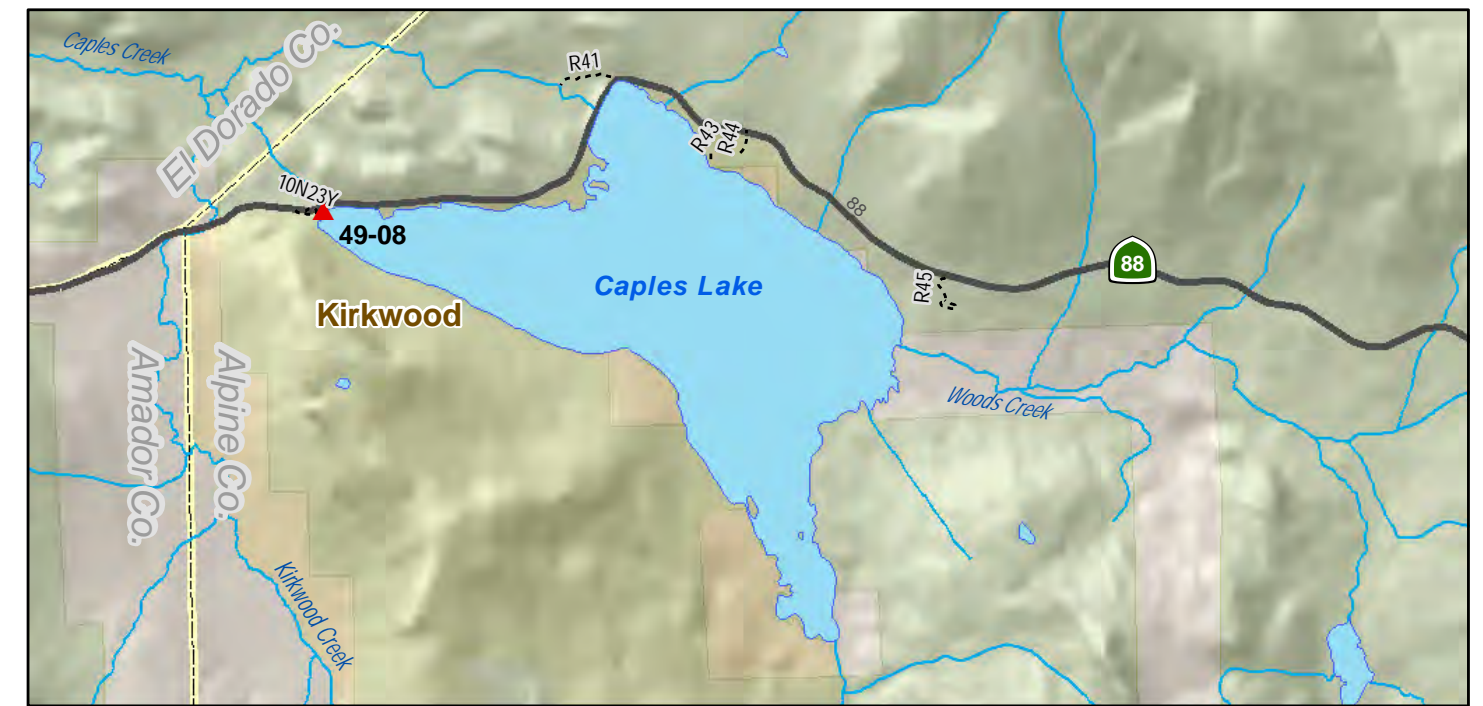 Caples Creek
El Dorado Co.
R41
R43
R44
10N23Y
49-08
88
Caples Lake
88
R45
Kirkwood
Amador Co.
Alpine Co.
Woods Creek
Kirkwood Creek